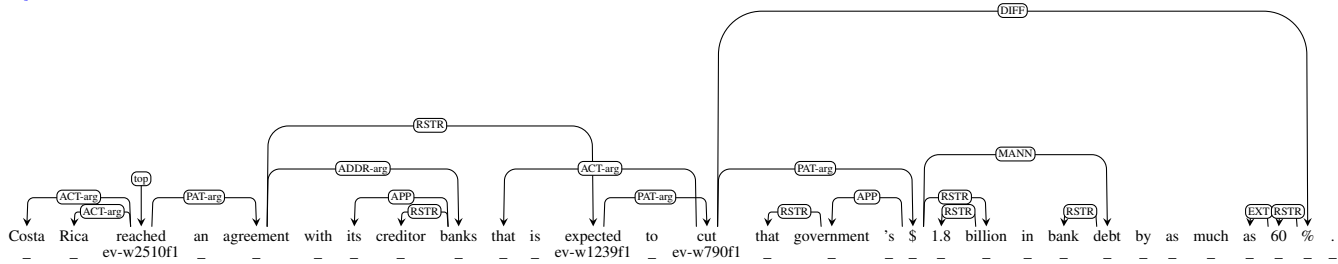 DIFF
RSTR
MANN
ADDR-arg ACT-arg PAT-arg
top
ACT-arg PAT-arg APP PAT-arg APP RSTR
ACT-arg RSTR RSTR RSTR RSTR EXT RSTR
Costa Rica reached an agreement with its creditor banks that is expected to cut that government 's $ 1.8 billion in bank debt by as much as 60 % .
_ _ ev-w2510f1 _ _ _ _ _ _ _ _ ev-w1239f1 _ ev-w790f1 _ _ _ _ _ _ _ _ _ _ _ _ _ _ _ _ _